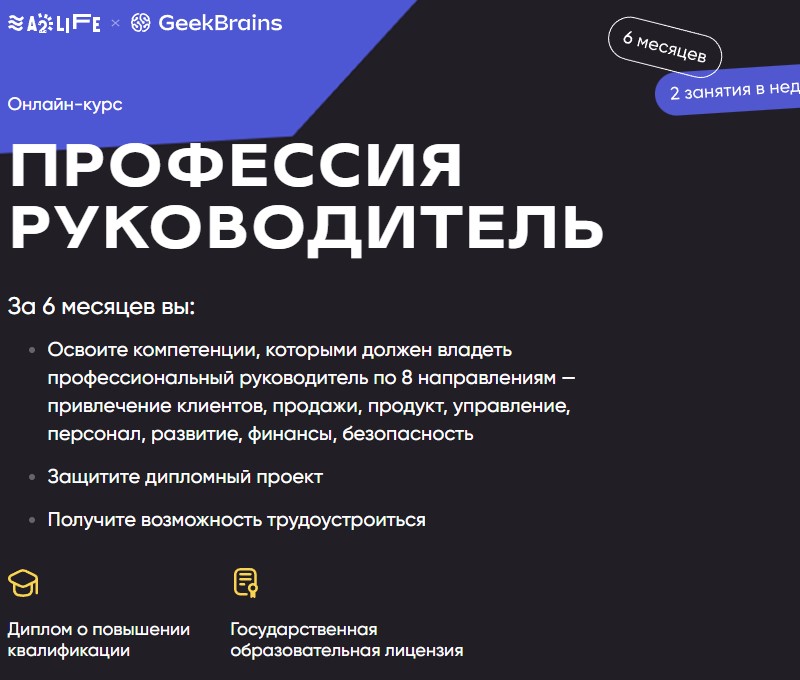 A2LIFE × GeekBrains
6 месяцев
2 занятия в нед
Онлайн-курс
ПРОФЕССИЯ
РУКОВОДИТЕЛЬ
За 6 месяцев вы:
• Освоите компетенции, которыми должен владеть
профессиональный руководитель по 8 направлениям —
привлечение клиентов, продажи, продукт, управление,
персонал, развитие, финансы, безопасность
• Защитите дипломный проект
• Получите возможность трудоустроиться
Диплом о повышении
квалификации
Государственная
образовательная лицензия